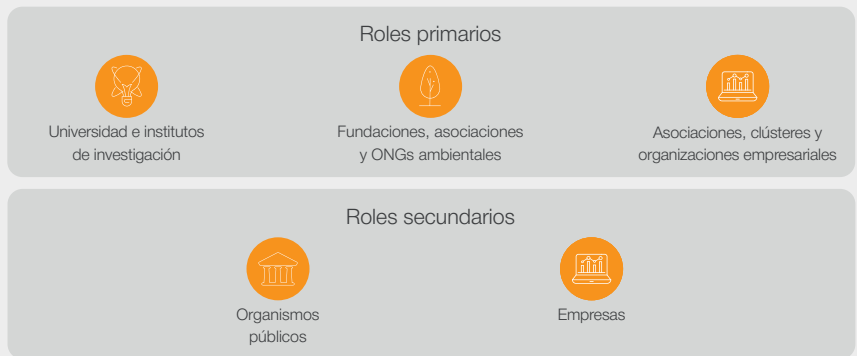 Roles primarios
Universidad e institutos
de investigación
Fundaciones, asociaciones
y ONGs ambientales
Asociaciones, clústeres y
organizaciones empresariales
Roles secundarios
Organismos
públicos
Empresas